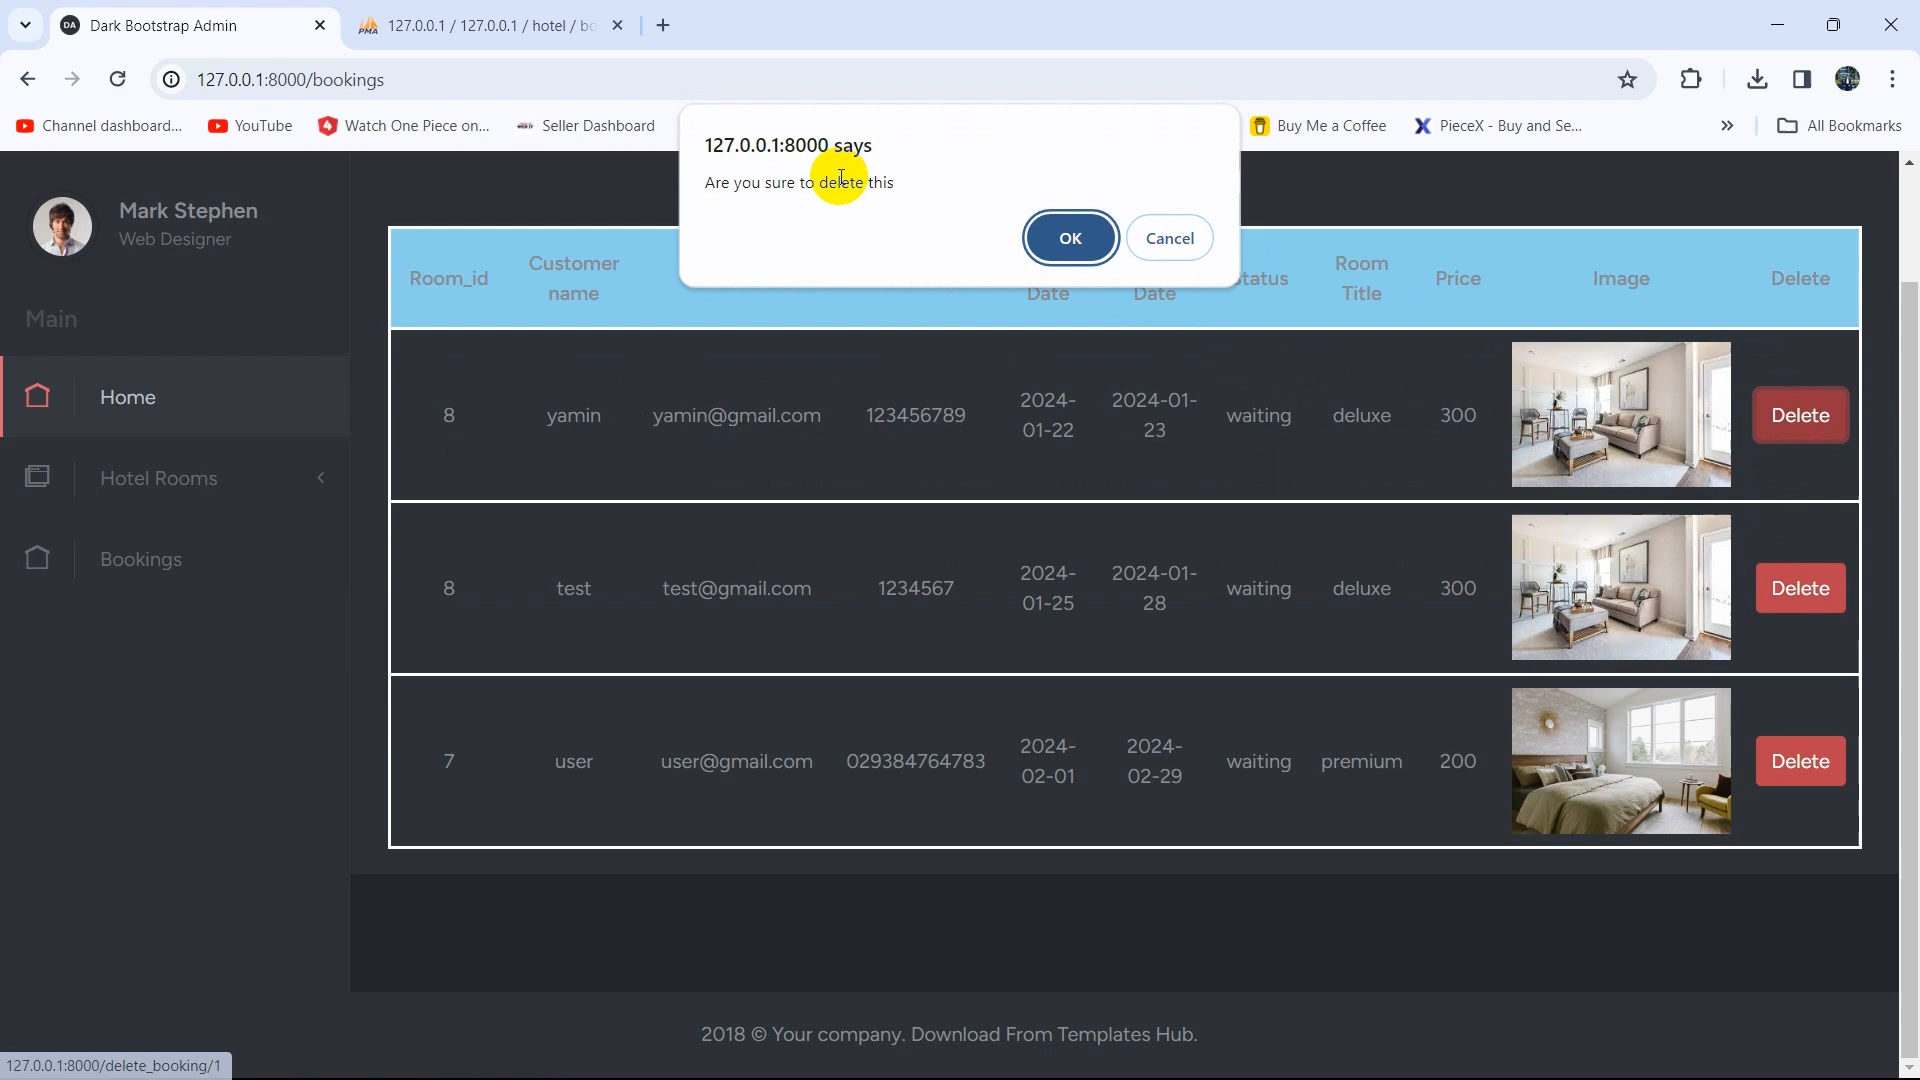 Dark Bootstrap Admin
127.0.0.1 / 127.0.0.1 / hotel / bo
127.0.0.1:8000/bookings
Channel dashboard...
YouTube
Watch One Piece on...
Seller Dashboard
Buy Me a Coffee
PieceX - Buy and Se...
All Bookmarks
127.0.0.1:8000 says
Are you sure to delete this
OK
Cancel
Mark Stephen
Web Designer
Main
Home
Hotel Rooms
Bookings
Room_id
Customer
name
Date
Date
tatus
Room
Title
Price
Image
Delete
8
yamin
yamin@gmail.com
123456789
2024-
01-22
2024-01-
23
waiting
deluxe
300
Delete
8
test
test@gmail.com
1234567
2024-
01-25
2024-01-
28
waiting
deluxe
300
Delete
7
user
user@gmail.com
029384764783
2024-
02-01
2024-
02-29
waiting
premium
200
Delete
2018 © Your company. Download From Templates Hub.
127.0.0.1:8000/delete_booking/1